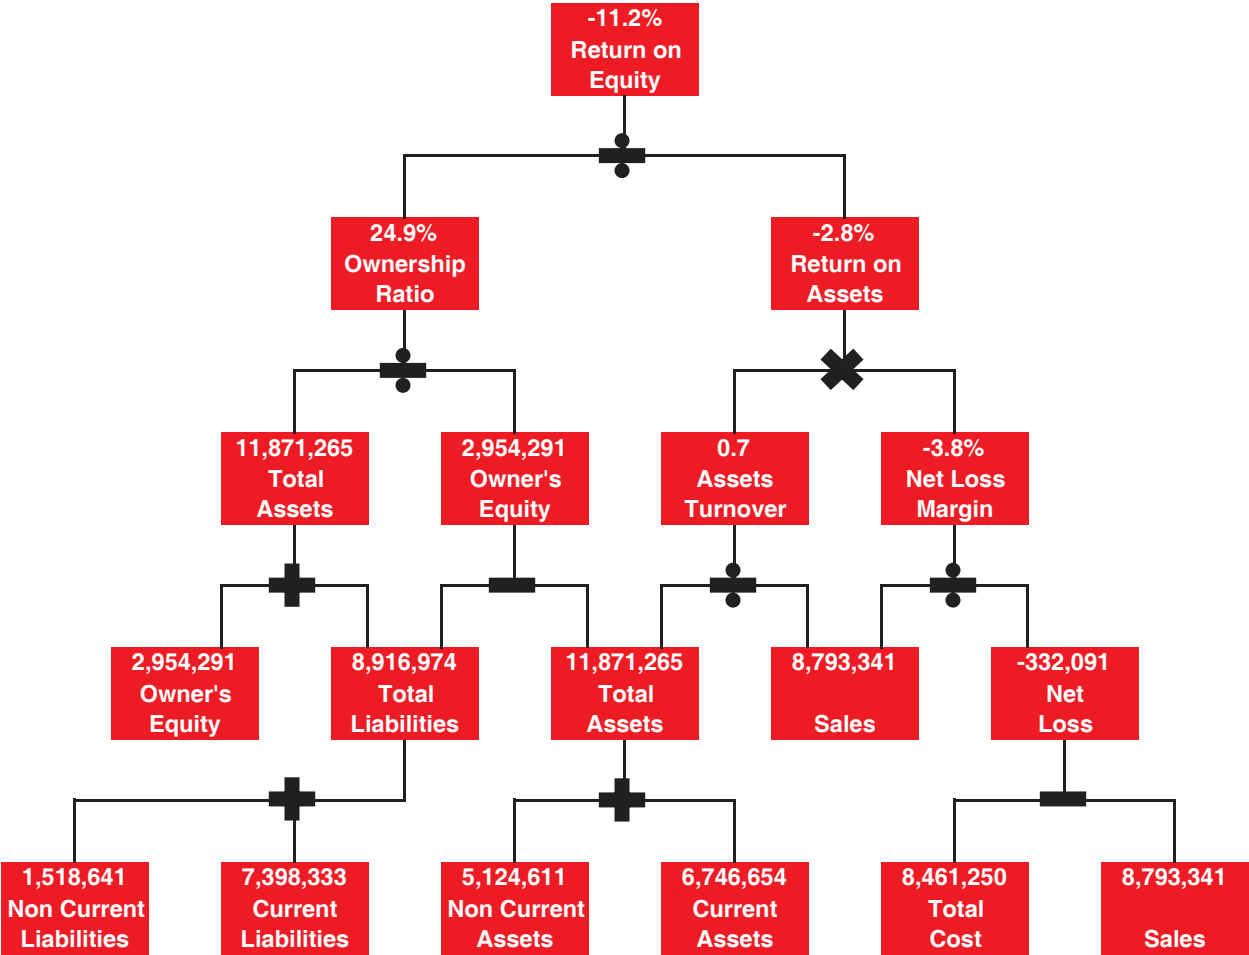 -11.2%
Return on
Equity
24.9%
Ownership
Ratio
-2.8%
Return on
Assets
11,871,265
Total
Assets
2,954,291
Owner's
Equity
0.7
Assets
Turnover
-3.8%
Net Loss
Margin
2,954,291
Owner's
Equity
8,916,974
Total
Liabilities
11,871,265
Total
Assets
8,793,341
Sales
-332,091
Net
Loss
1,518,641
Non Current
Liabilities
7,398,333
Current
Liabilities
5,124,611
Non Current
Assets
6,746,654
Current
Assets
8,461,250
Total
Cost
8,793,341
Sales